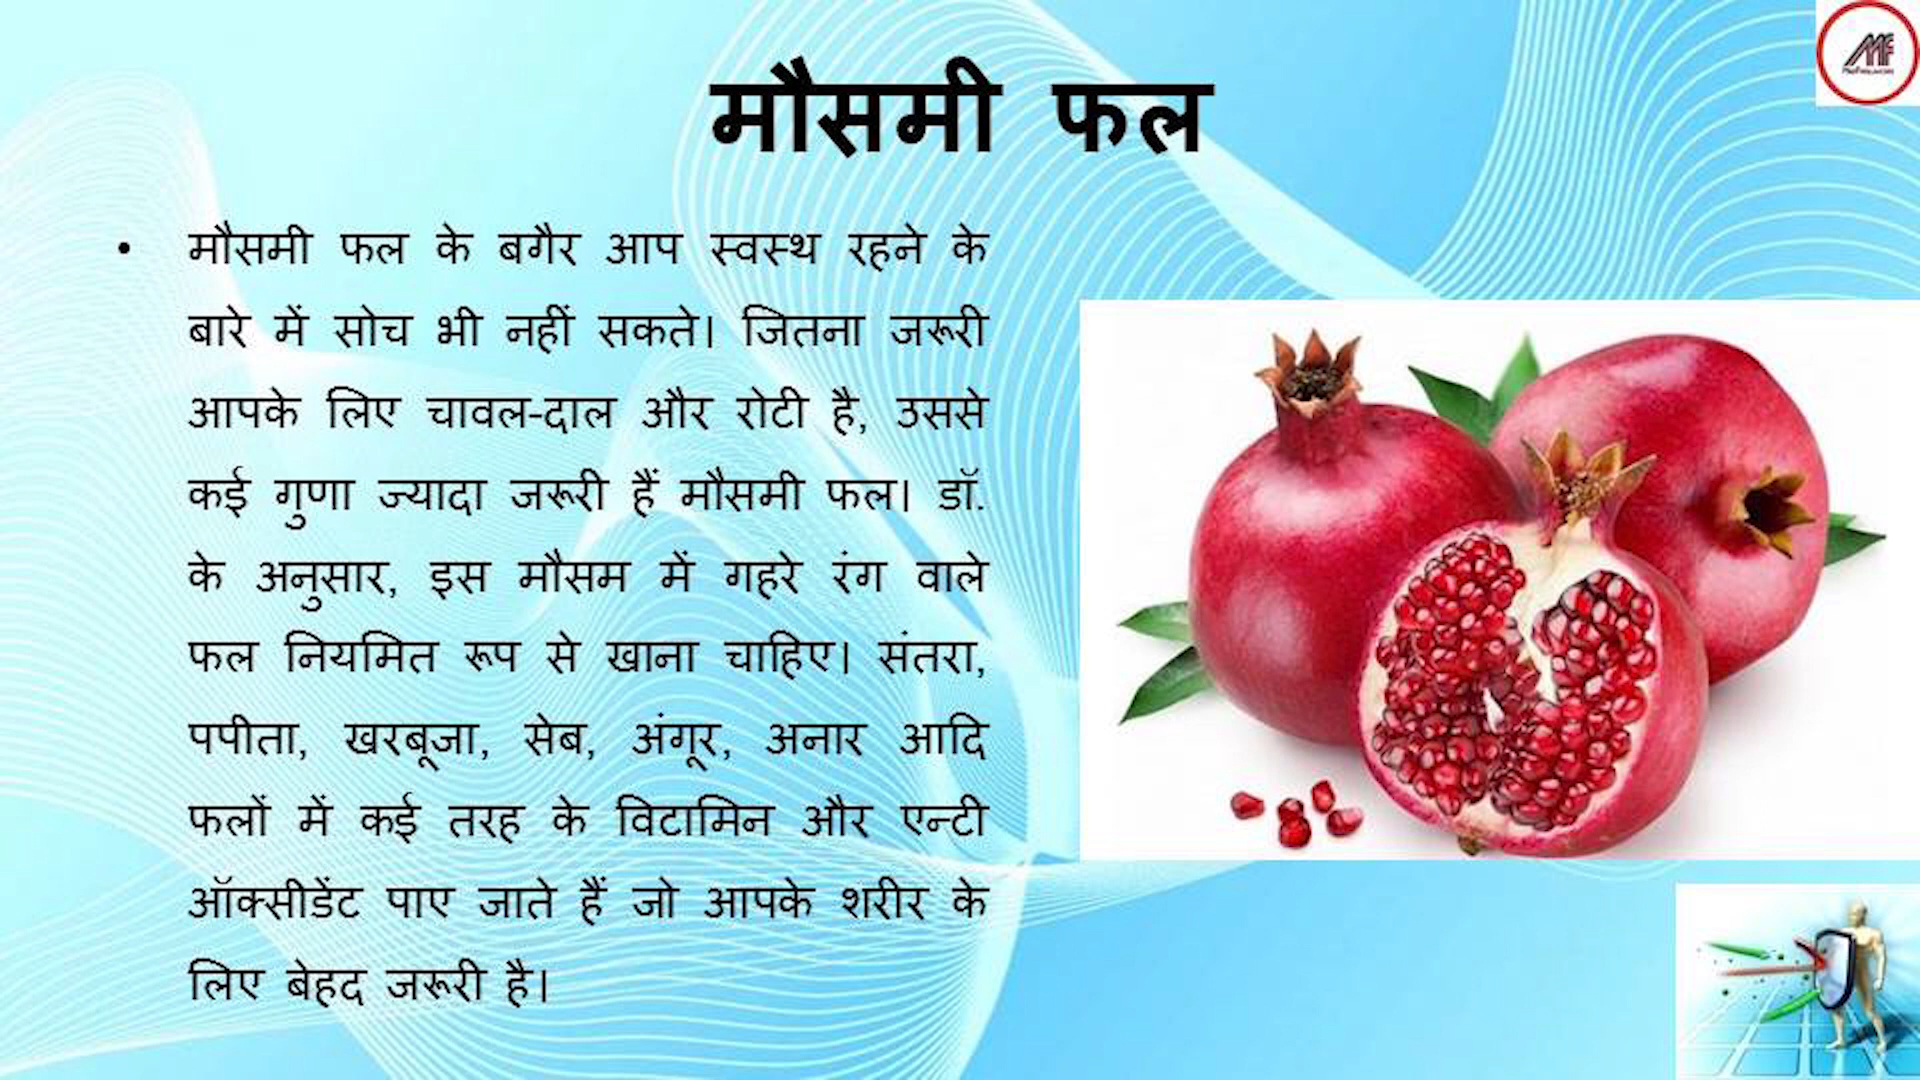 मौसमी फल
• मौसमी फल के बगैर आप स्वस्थ रहने के
बारे में सोच भी नहीं सकते। जितना जरूरी
आपके लिए चावल-दाल और रोटी है, उससे
कई गुणा ज्यादा जरूरी हैं मौसमी फल। डॉ.
के अनुसार, इस मौसम में गहरे रंग वाले
फल नियमित रूप से खाना चाहिए। संतरा,
पपीता, खरबूजा, सेब, अंगूर, अनार आदि
फलों में कई तरह के विटामिन और एन्टी
ऑक्सीडेंट पाए जाते हैं जो आपके शरीर के
लिए बेहद जरूरी है।